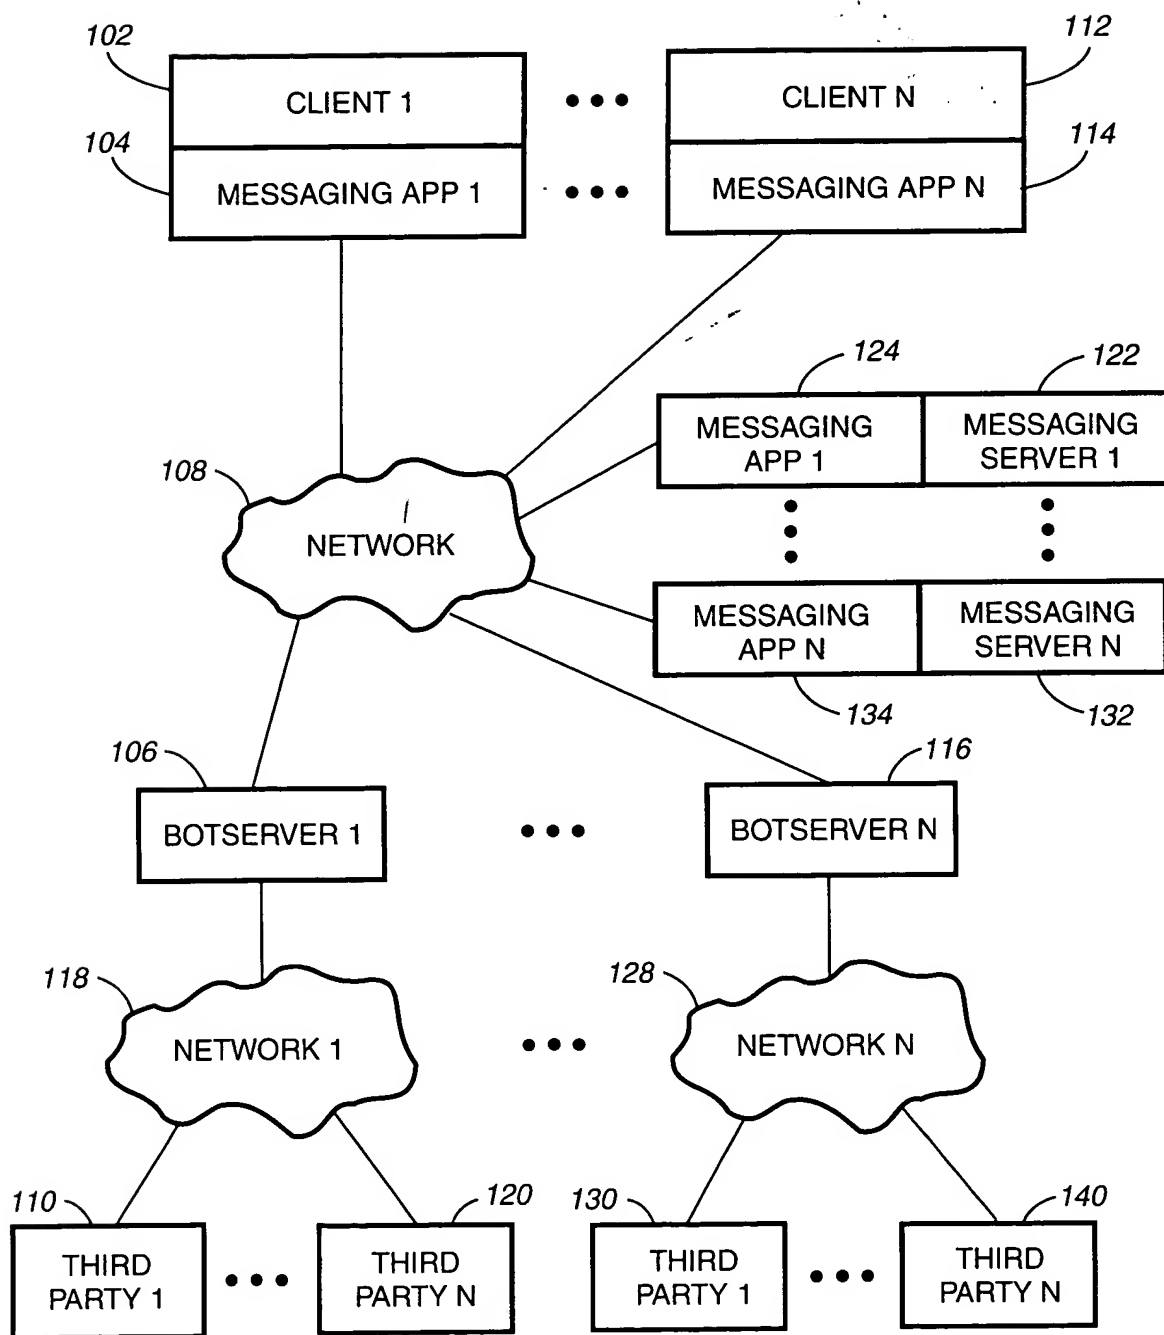 102
112
CLIENT 1
CLIENT N
104
114
MESSAGING APP 1
MESSAGING APP N
124
122
MESSAGING
APP 1
MESSAGING
SERVER 1
108
NETWORK
MESSAGING
APP N
MESSAGING
SERVER N
134
132
106
116
BOTSERVER 1
BOTSERVER N
118
128
NETWORK 1
NETWORK N
110
120
130
140
THIRD
PARTY 1
THIRD
PARTY N
THIRD
PARTY 1
THIRD
PARTY N